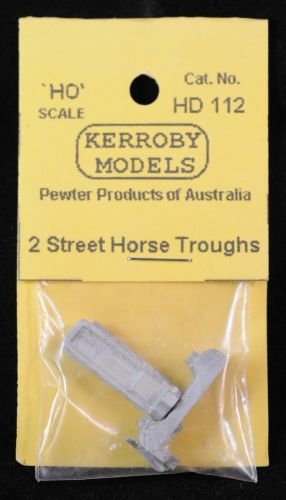 'HO'
SCALE
Cat. No.
HD 112
KERROBY
MODELS
Pewter Products of Australia
2 Street Horse Troughs